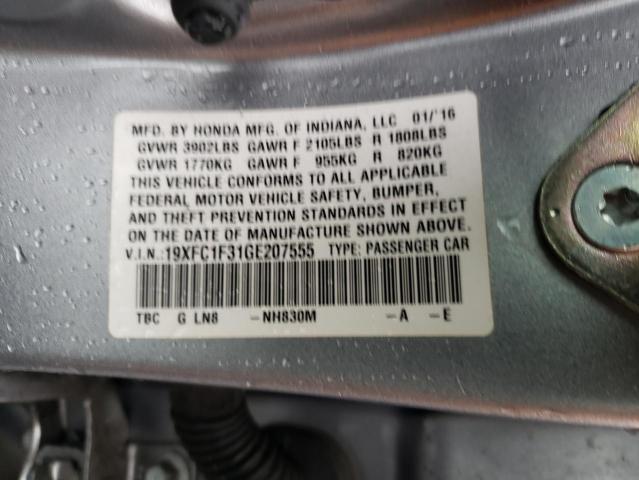 MFD. BY HONDA MFG. OF INDIANA, LLC 01/'16
GVWR 3902LBS GAWR F 2105LBS R 1808LBS
GVWR 1770KG GAWR F 955KG R 820KG
THIS VEHICLE CONFORMS TO ALL APPLICABLE
FEDERAL MOTOR VEHICLE SAFETY, BUMPER,
AND THEFT PREVENTION STANDARDS IN EFFECT
ON THE DATE OF MANUFACTURE SHOWN ABOVE.
V.I.N.:19XFC1F31GE207555 TYPE: PASSENGER CAR
TBC G LN8 -NH830M -A -E